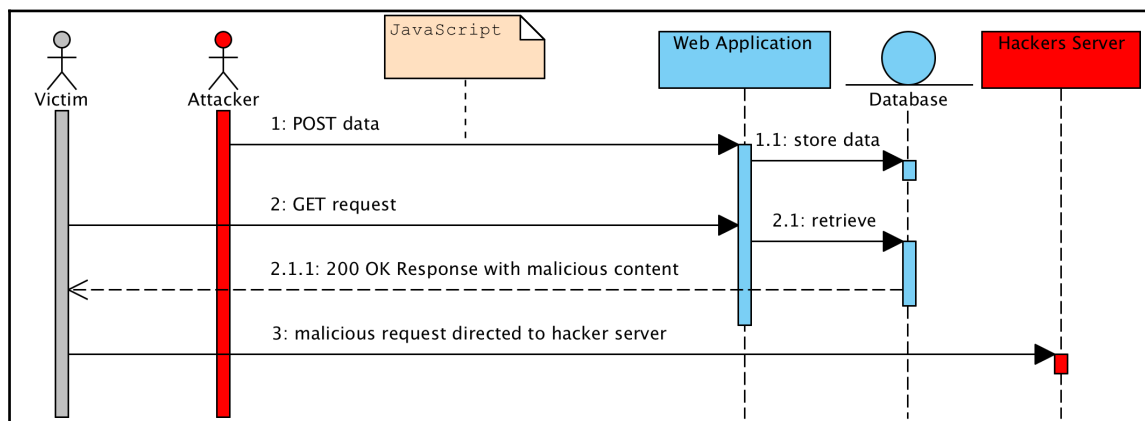 JavaScript
Web Application
Hackers Server
Victim
Attacker
Database
1: POST data
1.1: store data
2: GET request
2.1: retrieve
2.1.1: 200 OK Response with malicious content
3: malicious request directed to hacker server